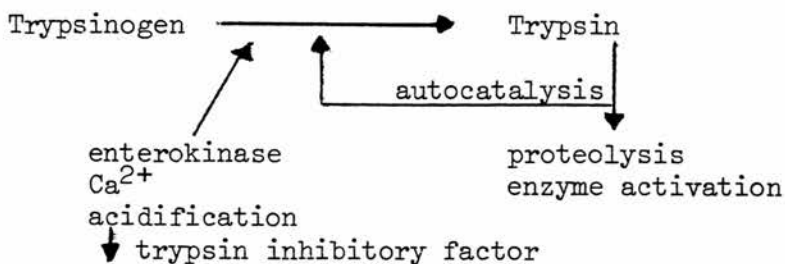 Trypsinogen Trypsin
autocatalysis
enterokinase proteolysis
Ca²⁺ enzyme activation
acidification
trypsin inhibitory factor